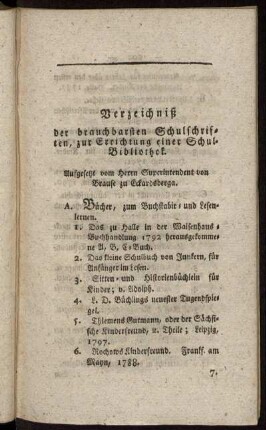 Verzeichniß
der brauchbarsten Schulschrif-
ten, zur Errichtung einer Schul-
Bibliothek.
Aufgesetzt vom Herrn Superintendent von
Brause zu Eckardsberga.
A. Bücher, zum Buchstabir- und Lesen-
lernen.
1. Das zu Halle in der Waisenhaus-
Buchhandlung 1792 herausgekomme-
ne A, B, C-Buch.
2. Das kleine Schulbuch von Junkern, für
Anfänger im Lesen.
3. Sitten- und Historienbüchlein für
Kinder; v. Adolph.
4. L. D. Büchlings neuester Tugendspie-
gel.
5. Thiemens Gutmann, oder der Sächsi-
sche Kinderfreund, 2 Theile; Leipzig,
1797.
6. Rochows Kinderfreund. Frankf. am
Mayn, 1788.
7.